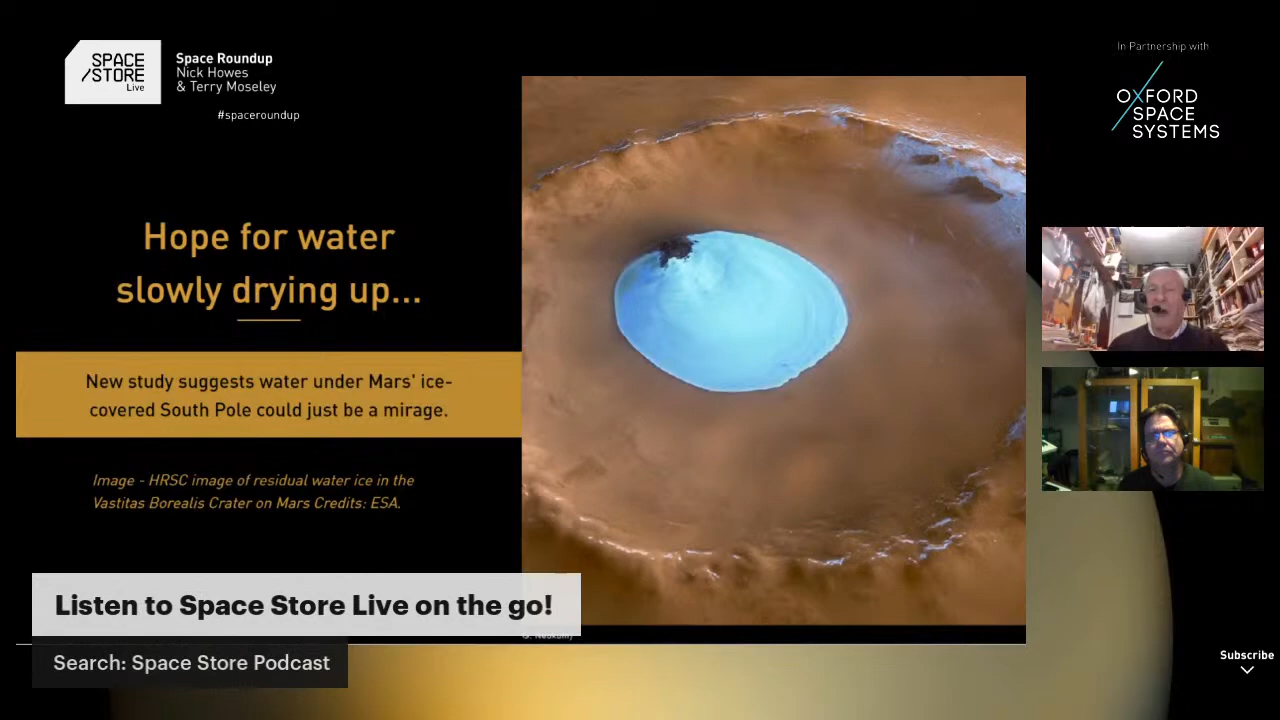 SPACE
/STORE
Live
Space Roundup
Nick Howes
& Terry Moseley
#spaceroundup
In Partnership with
OXFORD
SPACE
SYSTEMS
Hope for water
slowly drying up...
New study suggests water under Mars' ice-
covered South Pole could just be a mirage.
Image - HRSC image of residual water ice in the
Vastitas Borealis Crater on Mars Credits: ESA.
Listen to Space Store Live on the go!
Search: Space Store Podcast
Subscribe